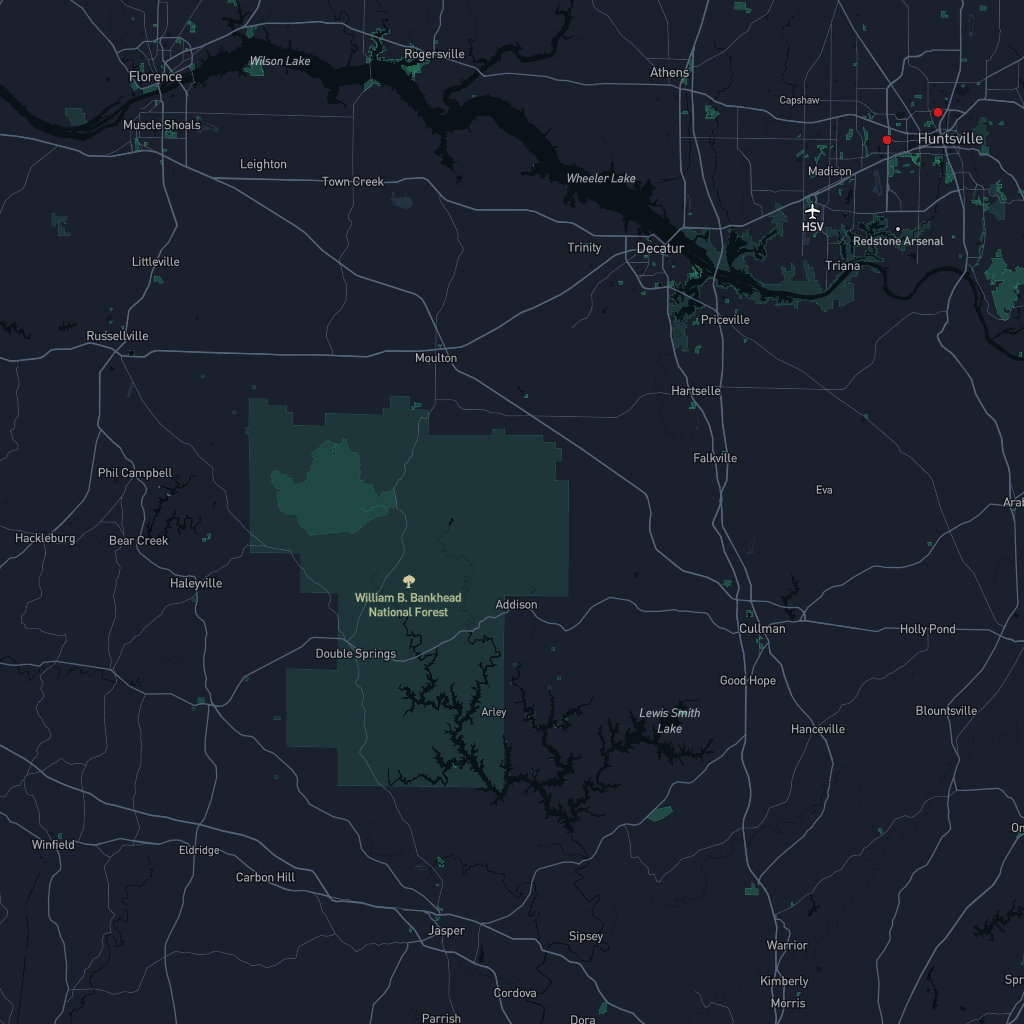 Rogersville
Wilson Lake
Athens
Florence
Capshaw
Muscle Shoals
Huntsville
Leighton
Madison
Town Creek
Wheeler Lake
HSV
Trinity
Decatur
Redstone Arsenal
Littleville
Triana
Priceville
Russellville
Moulton
Hartselle
Falkville
Phil Campbell
Eva
Arab
Hackleburg
Bear Creek
Haleyville
William B. Bankhead
National Forest
Addison
Cullman
Holly Pond
Double Springs
Good Hope
Arley
Lewis Smith
Lake
Blountsville
Hanceville
On
Winfield
Eldridge
Carbon Hill
Jasper
Sipsey
Warrior
Kimberly
Spr
Cordova
Morris
Parrish
Dora